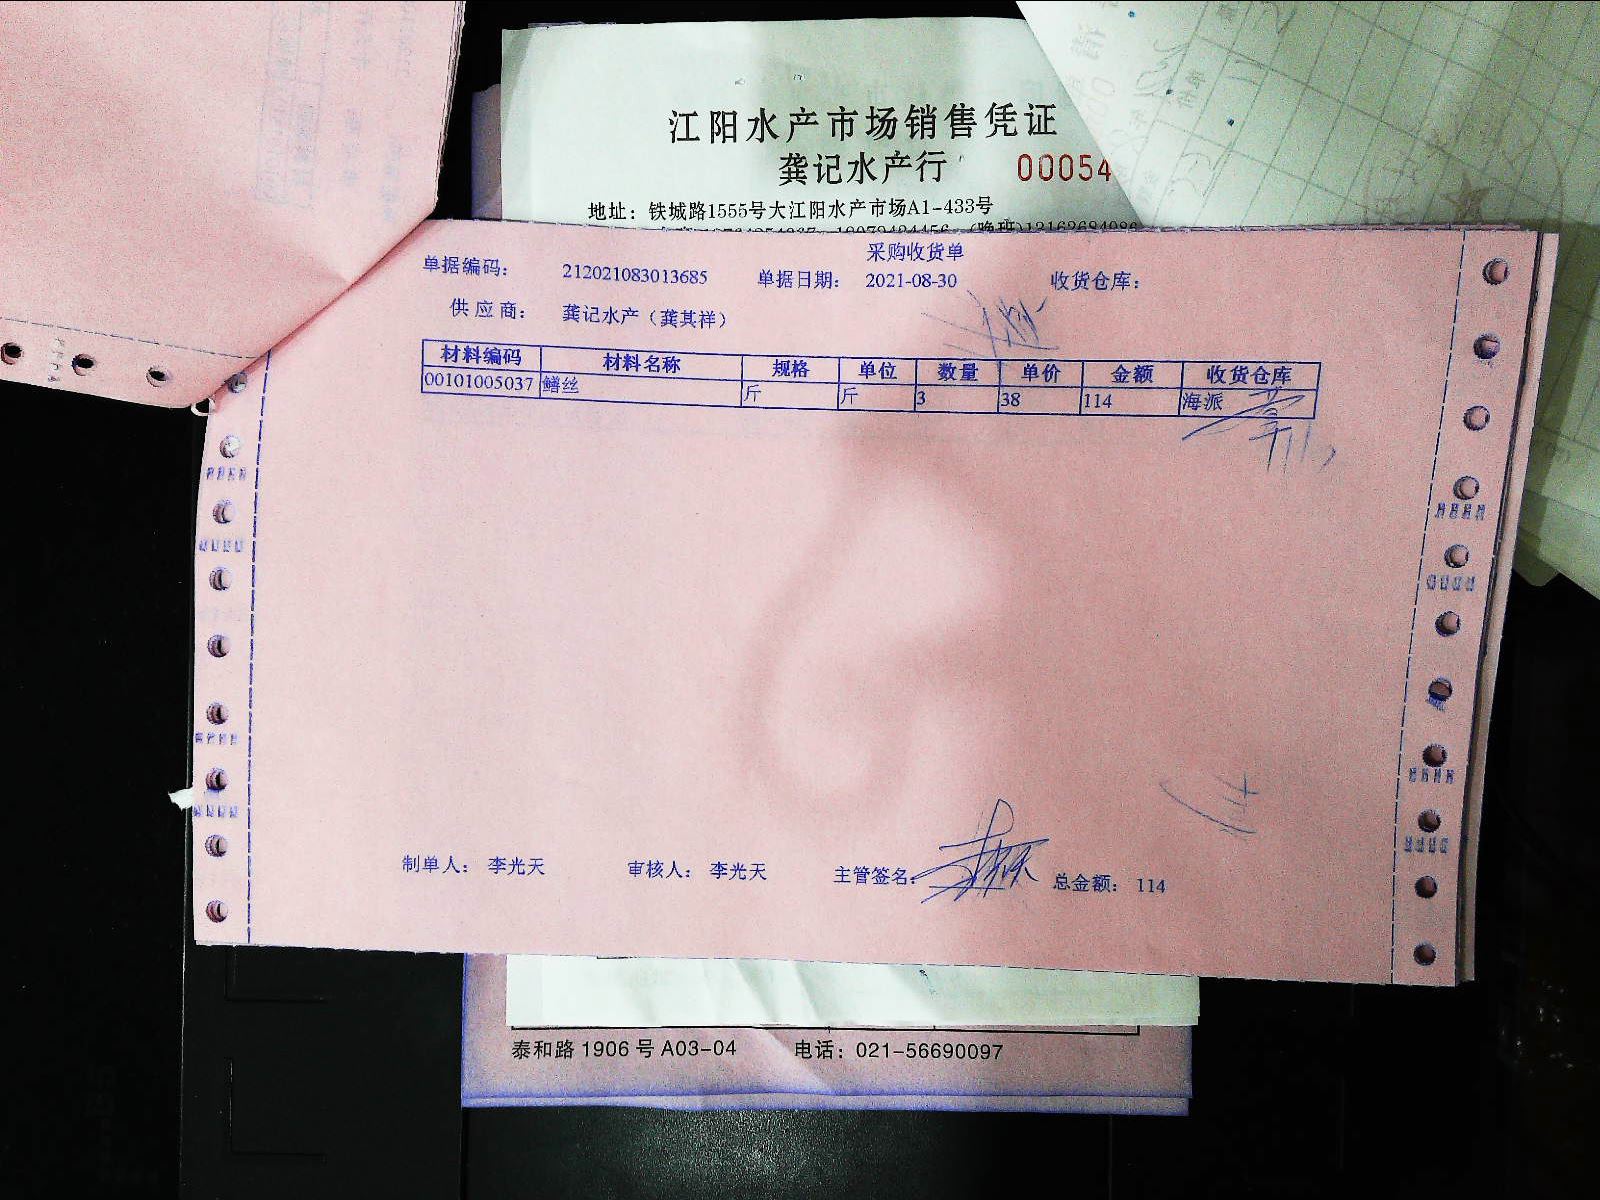 江阳水产市场销售凭证
龚记水产行 00054
地址：铁城路1555号大江阳水产市场A1-433号
采购收货单
单据编码： 212021083013685 单据日期： 2021-08-30 收货仓库：
供应商： 龚记水产（龚其祥）
材料编码 材料名称 规格 单位 数量 单价 金额 收货仓库
00101005037 鳝丝 斤 斤 3 38 114 海派
制单人： 李光天 审核人： 李光天 主管签名： 总金额： 114
泰和路 1906 号 A03-04 电话：021-56690097